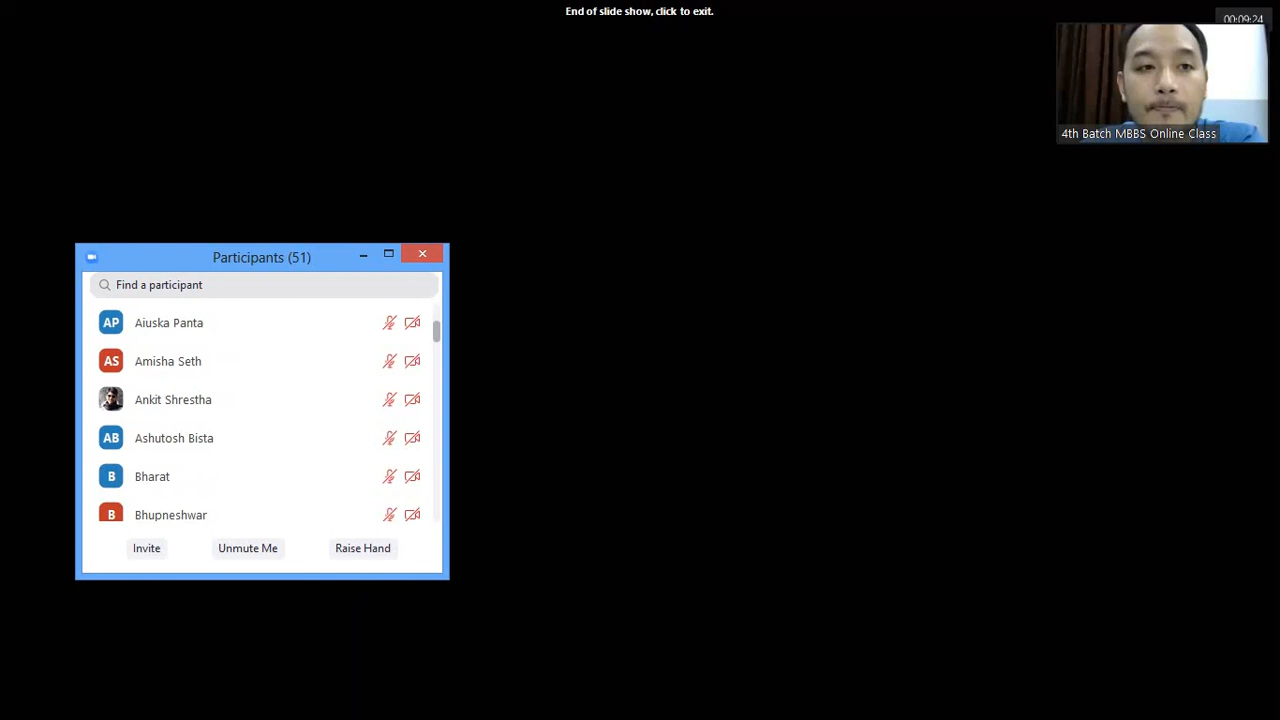 End of slide show, click to exit.
00:09:24
4th Batch MBBS Online Class
Participants (51)
Find a participant
AP Aiuska Panta
AS Amisha Seth
Ankit Shrestha
AB Ashutosh Bista
B Bharat
B Bhupneshwar
Invite Unmute Me Raise Hand